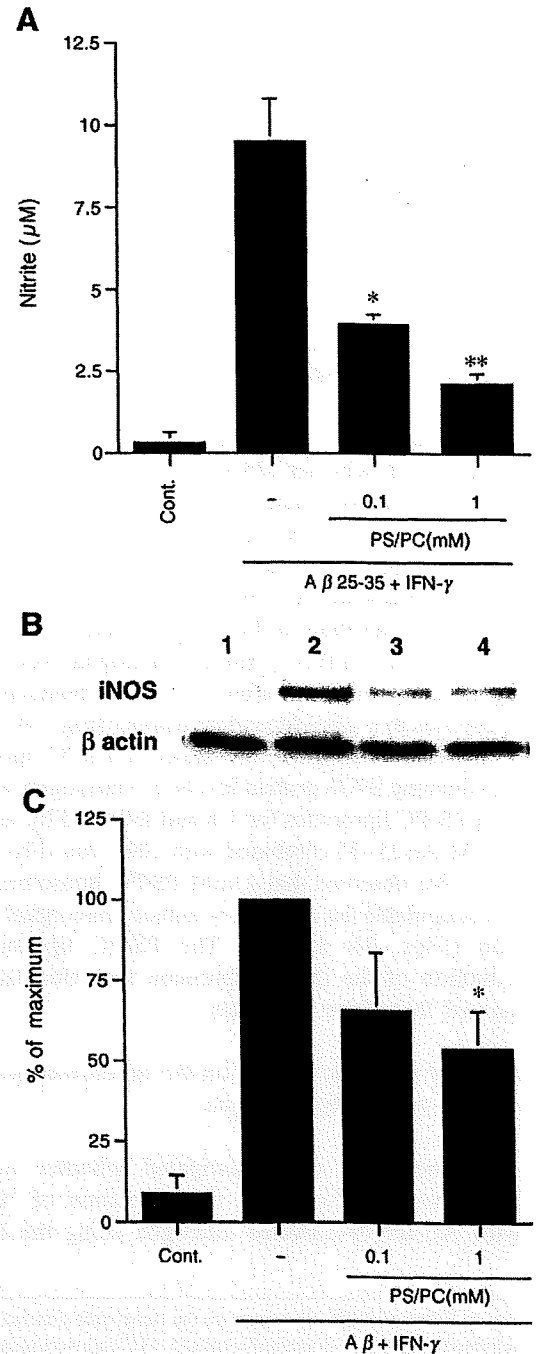 A
12.5
10
7.5
5
2.5
0
Nitrite (µM)
*
**
Cont.
–
0.1
1
PS/PC(mM)
A β 25-35 + IFN-γ
B
1 2 3 4
iNOS
β actin
C
125
100
75
50
25
0
% of maximum
*
Cont.
–
0.1
1
PS/PC(mM)
A β + IFN-γ